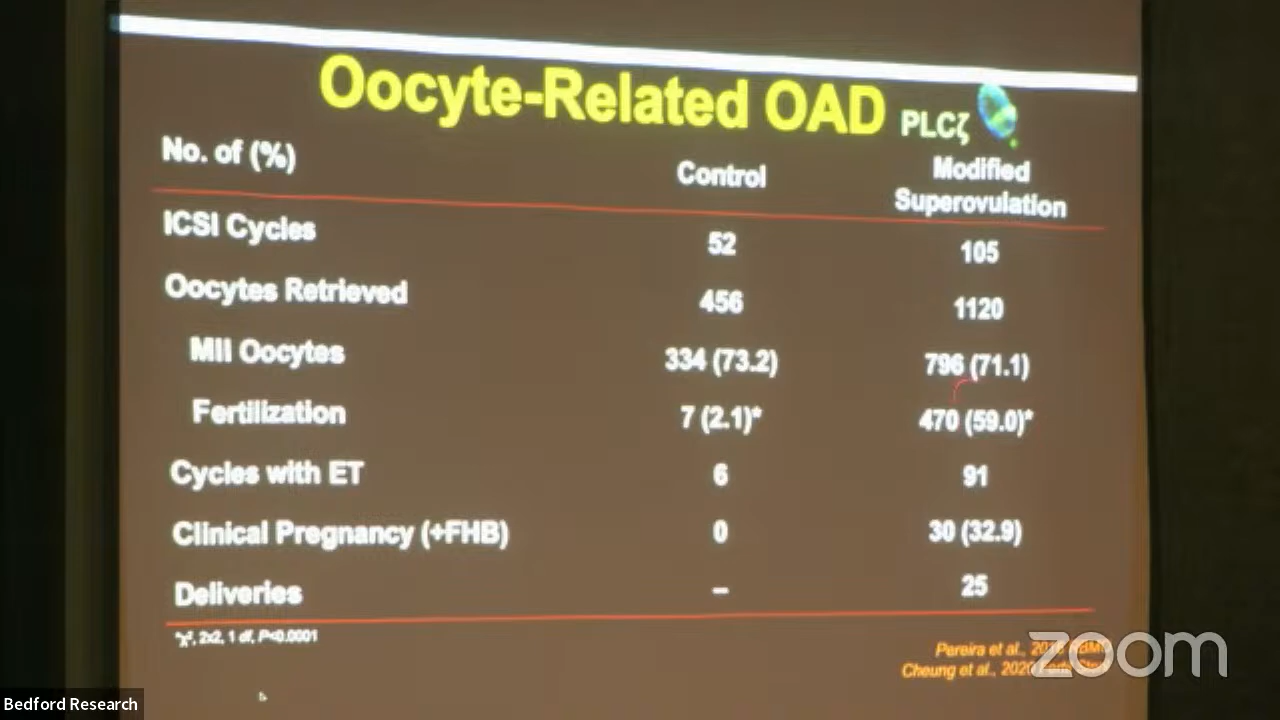 Oocyte-Related OAD PLCζ
No. of (%) Control Modified Superovulation
ICSI Cycles 52 105
Oocytes Retrieved 456 1120
MII Oocytes 334 (73.2) 796 (71.1)
Fertilization 7 (2.1)* 470 (59.0)*
Cycles with ET 6 91
Clinical Pregnancy (+FHB) 0 30 (32.9)
Deliveries – 25
*χ², 2x2, 1 df, P<0.0001
Pereira et al.,
Cheung et al., 2020
zoom
Bedford Research